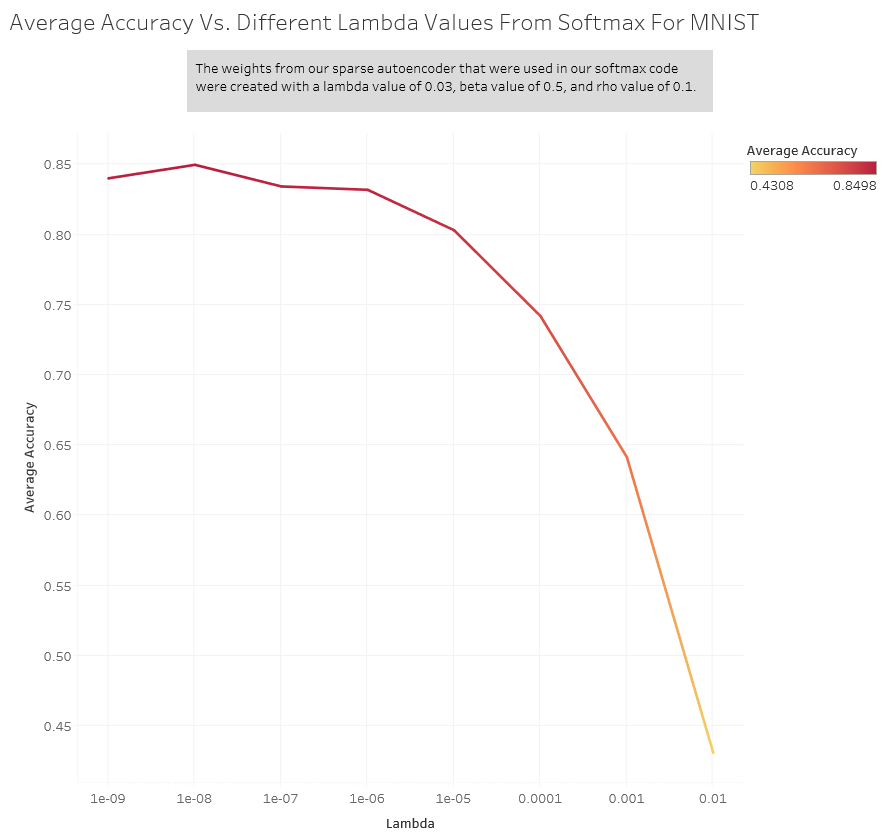 Average Accuracy Vs. Different Lambda Values From Softmax For MNIST
The weights from our sparse autoencoder that were used in our softmax code
were created with a lambda value of 0.03, beta value of 0.5, and rho value of 0.1.
Average Accuracy
0.4308 0.8498
0.85
0.80
0.75
0.70
0.65
0.60
0.55
0.50
0.45
Average Accuracy
1e-09 1e-08 1e-07 1e-06 1e-05 0.0001 0.001 0.01
Lambda